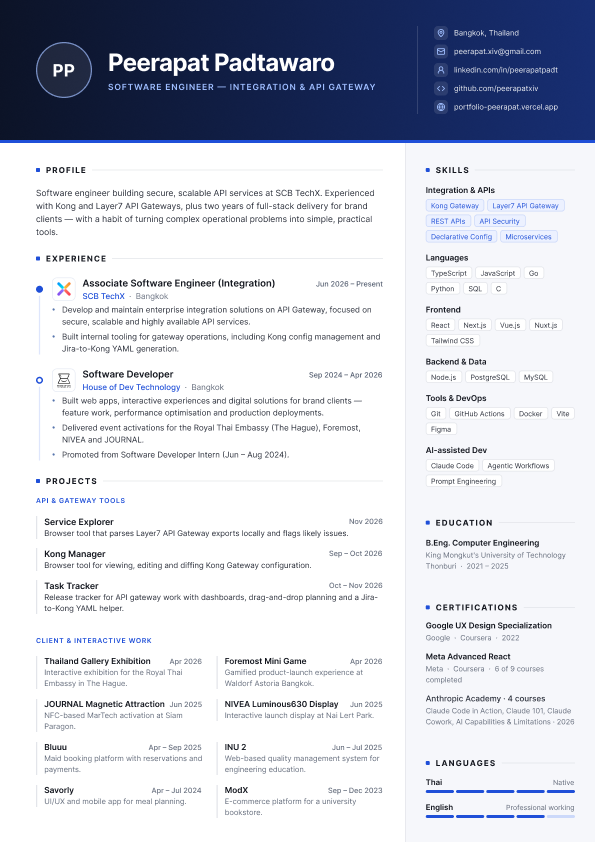 PP
Peerapat Padtawaro
SOFTWARE ENGINEER — INTEGRATION & API GATEWAY
Bangkok, Thailand
peerapat.xiv@gmail.com
linkedin.com/in/peerapatpadt
github.com/peerapatxiv
portfolio-peerapat.vercel.app
PROFILE
Software engineer building secure, scalable API services at SCB TechX. Experienced
with Kong and Layer7 API Gateways, plus two years of full-stack delivery for brand
clients — with a habit of turning complex operational problems into simple, practical
tools.
EXPERIENCE
Associate Software Engineer (Integration) Jun 2026 – Present
SCB TechX · Bangkok
• Develop and maintain enterprise integration solutions on API Gateway, focused on
secure, scalable and highly available API services.
• Built internal tooling for gateway operations, including Kong config management and
Jira-to-Kong YAML generation.
Software Developer Sep 2024 – Apr 2026
House of Dev Technology · Bangkok
• Built web apps, interactive experiences and digital solutions for brand clients —
feature work, performance optimisation and production deployments.
• Delivered event activations for the Royal Thai Embassy (The Hague), Foremost,
NIVEA and JOURNAL.
• Promoted from Software Developer Intern (Jun – Aug 2024).
PROJECTS
API & GATEWAY TOOLS
Service Explorer Nov 2026
Browser tool that parses Layer7 API Gateway exports locally and flags likely issues.
Kong Manager Sep – Oct 2026
Browser tool for viewing, editing and diffing Kong Gateway configuration.
Task Tracker Oct – Nov 2026
Release tracker for API gateway work with dashboards, drag-and-drop planning and a Jira-
to-Kong YAML helper.
CLIENT & INTERACTIVE WORK
Thailand Gallery Exhibition Apr 2026
Interactive exhibition for the Royal Thai
Embassy in The Hague.
Foremost Mini Game Apr 2026
Gamified product-launch experience at
Waldorf Astoria Bangkok.
JOURNAL Magnetic Attraction Jun 2025
NFC-based MarTech activation at Siam
Paragon.
NIVEA Luminous630 Display Jun 2025
Interactive launch display at Nai Lert Park.
Bluuu Apr – Sep 2025
Maid booking platform with reservations and
payments.
INU 2 Jun – Jul 2025
Web-based quality management system for
engineering education.
Savorly Apr – Jul 2024
UI/UX and mobile app for meal planning.
ModX Sep – Dec 2023
E-commerce platform for a university
bookstore.
SKILLS
Integration & APIs
Kong Gateway Layer7 API Gateway
REST APIs API Security
Declarative Config Microservices
Languages
TypeScript JavaScript Go
Python SQL C
Frontend
React Next.js Vue.js Nuxt.js
Tailwind CSS
Backend & Data
Node.js PostgreSQL MySQL
Tools & DevOps
Git GitHub Actions Docker Vite
Figma
AI-assisted Dev
Claude Code Agentic Workflows
Prompt Engineering
EDUCATION
B.Eng. Computer Engineering
King Mongkut's University of Technology
Thonburi · 2021 – 2025
CERTIFICATIONS
Google UX Design Specialization
Google · Coursera · 2022
Meta Advanced React
Meta · Coursera · 6 of 9 courses
completed
Anthropic Academy · 4 courses
Claude Code in Action, Claude 101, Claude
Cowork, AI Capabilities & Limitations · 2026
LANGUAGES
Thai Native
English Professional working